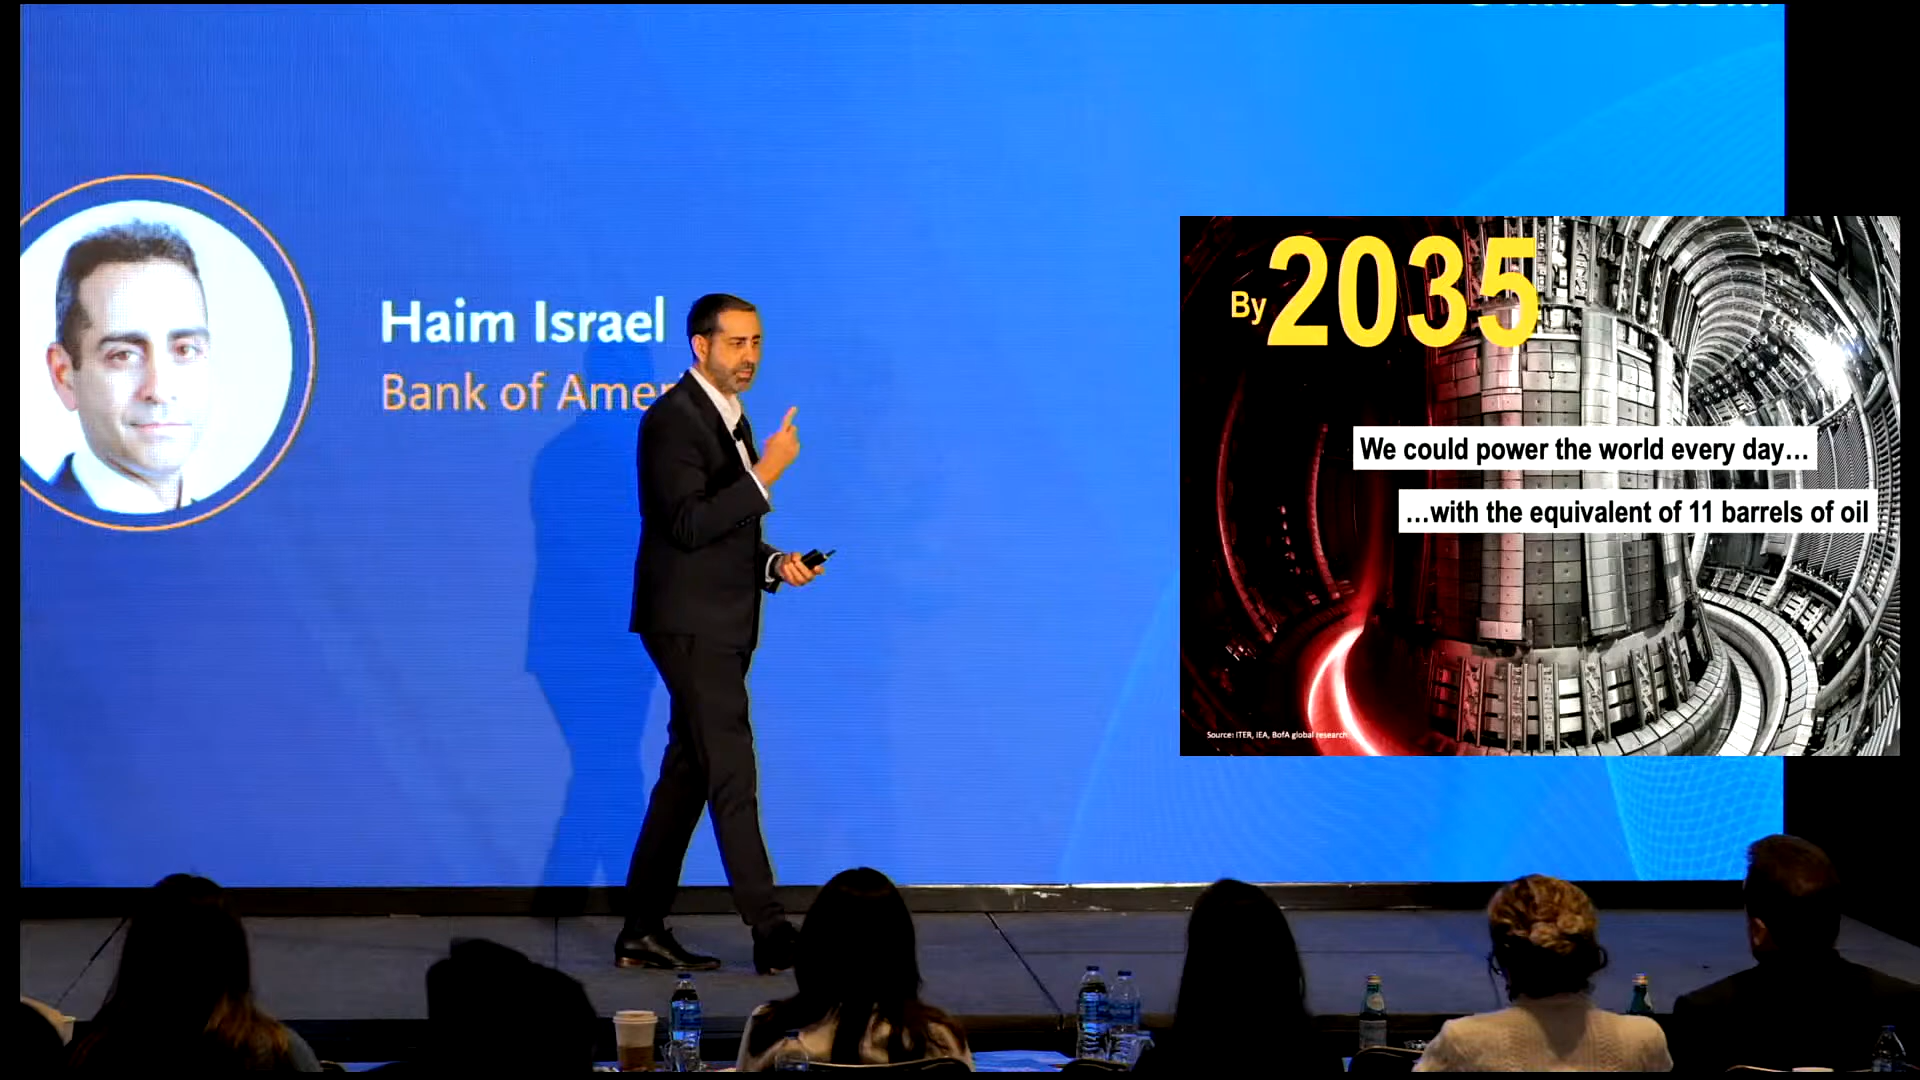 Haim Israel
Bank of Ameri
By 2035
We could power the world every day…
…with the equivalent of 11 barrels of oil
Source: ITER, IEA, BofA global research